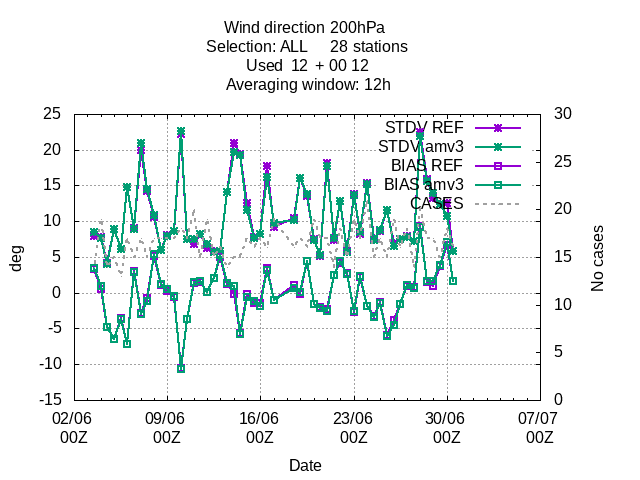 Wind direction 200hPa
Selection: ALL 28 stations
Used 12 + 00 12
Averaging window: 12h
25
20
15
10
5
0
-5
-10
-15
deg
30
25
20
15
10
5
0
No cases
STDV REF
STDV amv3
BIAS REF
BIAS amv3
CASES
02/06 09/06 16/06 23/06 30/06 07/07
00Z 00Z 00Z 00Z 00Z 00Z
Date